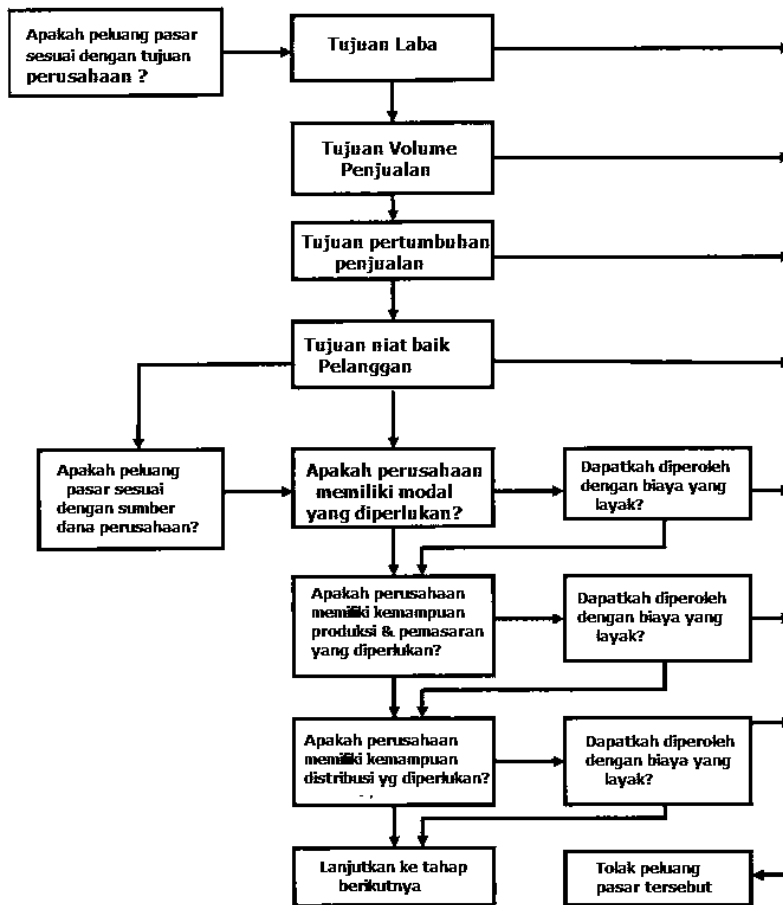 Apakah peluang pasar
sesuai dengan tujuan
perusahaan ?
Tujuan Laba
Tujuan Volume
Penjualan
Tujuan pertumbuhan
penjualan
Tujuan niat baik
Pelanggan
Apakah peluang
pasar sesuai
dengan sumber
dana perusahaan?
Apakah perusahaan
memiliki modal
yang diperlukan?
Dapatkah diperoleh
dengan biaya yang
layak?
Apakah perusahaan
memiliki kemampuan
produksi & pemasaran
yang diperlukan?
Dapatkah diperoleh
dengan biaya yang
layak?
Apakah perusahaan
memiliki kemampuan
distribusi yg diperlukan?
Dapatkah diperoleh
dengan biaya yang
layak?
Lanjutkan ke tahap
berikutnya
Tolak peluang
pasar tersebut